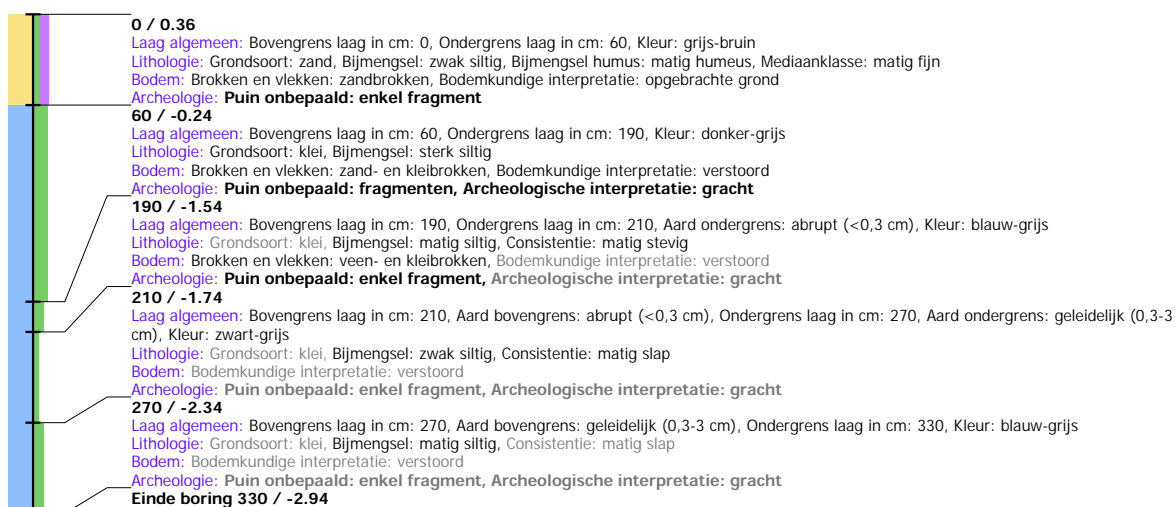 0 / 0.36
Laag algemeen: Bovengrens laag in cm: 0, Ondergrens laag in cm: 60, Kleur: grijs-bruin
Lithologie: Grondsoort: zand, Bijmengsel: zwak siltig, Bijmengsel humus: matig humeus, Mediaanklasse: matig fijn
Bodem: Brokken en vlekken: zandbrokken, Bodemkundige interpretatie: opgebrachte grond
Archeologie: Puin onbepaald: enkel fragment
60 / -0.24
Laag algemeen: Bovengrens laag in cm: 60, Ondergrens laag in cm: 190, Kleur: donker-grijs
Lithologie: Grondsoort: klei, Bijmengsel: sterk siltig
Bodem: Brokken en vlekken: zand- en kleibrokken, Bodemkundige interpretatie: verstoord
Archeologie: Puin onbepaald: fragmenten, Archeologische interpretatie: gracht
190 / -1.54
Laag algemeen: Bovengrens laag in cm: 190, Ondergrens laag in cm: 210, Aard ondergrens: abrupt (<0,3 cm), Kleur: blauw-grijs
Lithologie: Grondsoort: klei, Bijmengsel: matig siltig, Consistentie: matig stevig
Bodem: Brokken en vlekken: veen- en kleibrokken, Bodemkundige interpretatie: verstoord
Archeologie: Puin onbepaald: enkel fragment, Archeologische interpretatie: gracht
210 / -1.74
Laag algemeen: Bovengrens laag in cm: 210, Aard bovengrens: abrupt (<0,3 cm), Ondergrens laag in cm: 270, Aard ondergrens: geleidelijk (0,3-3
cm), Kleur: zwart-grijs
Lithologie: Grondsoort: klei, Bijmengsel: zwak siltig, Consistentie: matig slap
Bodem: Bodemkundige interpretatie: verstoord
Archeologie: Puin onbepaald: enkel fragment, Archeologische interpretatie: gracht
270 / -2.34
Laag algemeen: Bovengrens laag in cm: 270, Aard bovengrens: geleidelijk (0,3-3 cm), Ondergrens laag in cm: 330, Kleur: blauw-grijs
Lithologie: Grondsoort: klei, Bijmengsel: matig siltig, Consistentie: matig slap
Bodem: Bodemkundige interpretatie: verstoord
Archeologie: Puin onbepaald: enkel fragment, Archeologische interpretatie: gracht
Einde boring 330 / -2.94